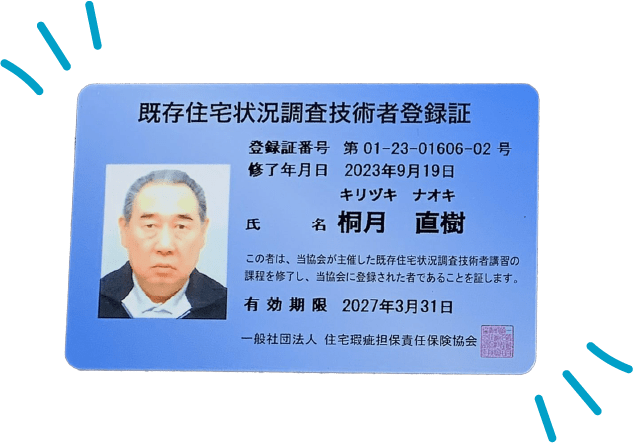 既存住宅状況調査技術者登録証
登録証番号 第 01-23-01606-02 号
修了年月日 2023年9月19日
キリヅキ ナオキ
氏 名 桐月 直樹
この者は、当協会が主催した既存住宅状況調査技術者講習の
課程を修了し、当協会に登録された者であることを証します。
有効期限 2027年3月31日
一般社団法人 住宅瑕疵担保責任保険協会